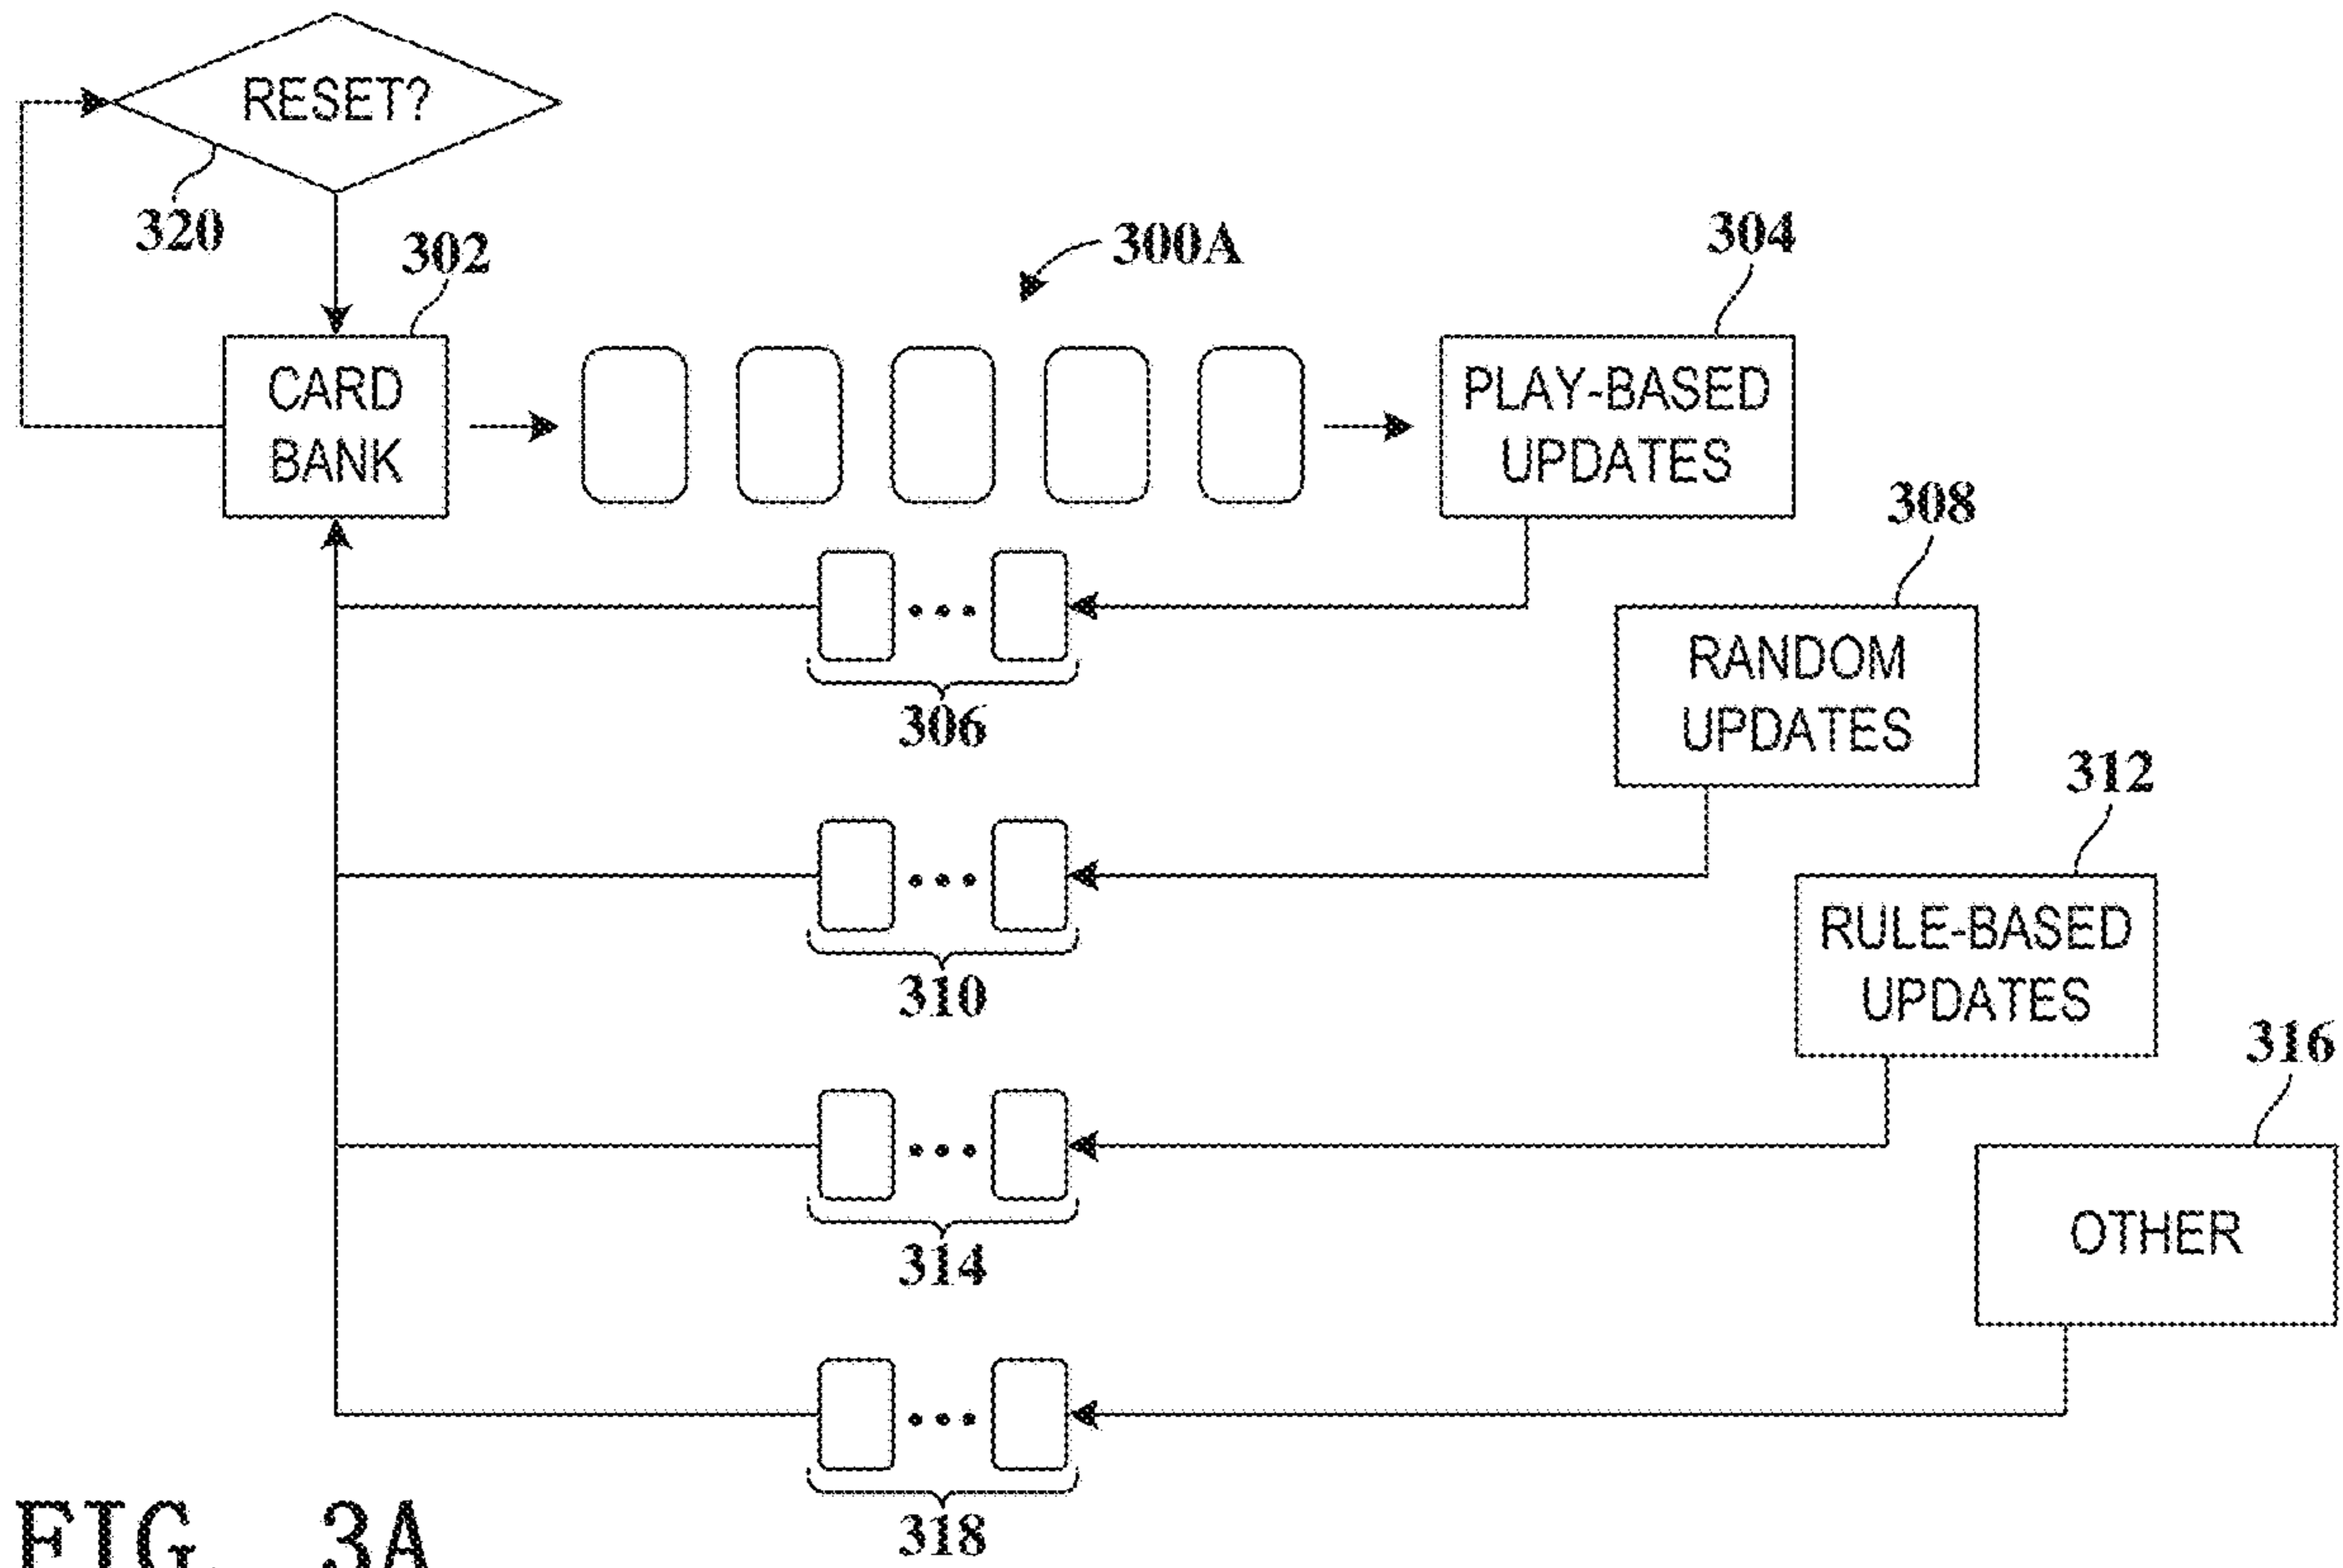 RESET?
320
302
300A
304
CARD
BANK
PLAY-BASED
UPDATES
308
306
RANDOM
UPDATES
312
310
RULE-BASED
UPDATES
316
314
OTHER
318
FIG. 3A